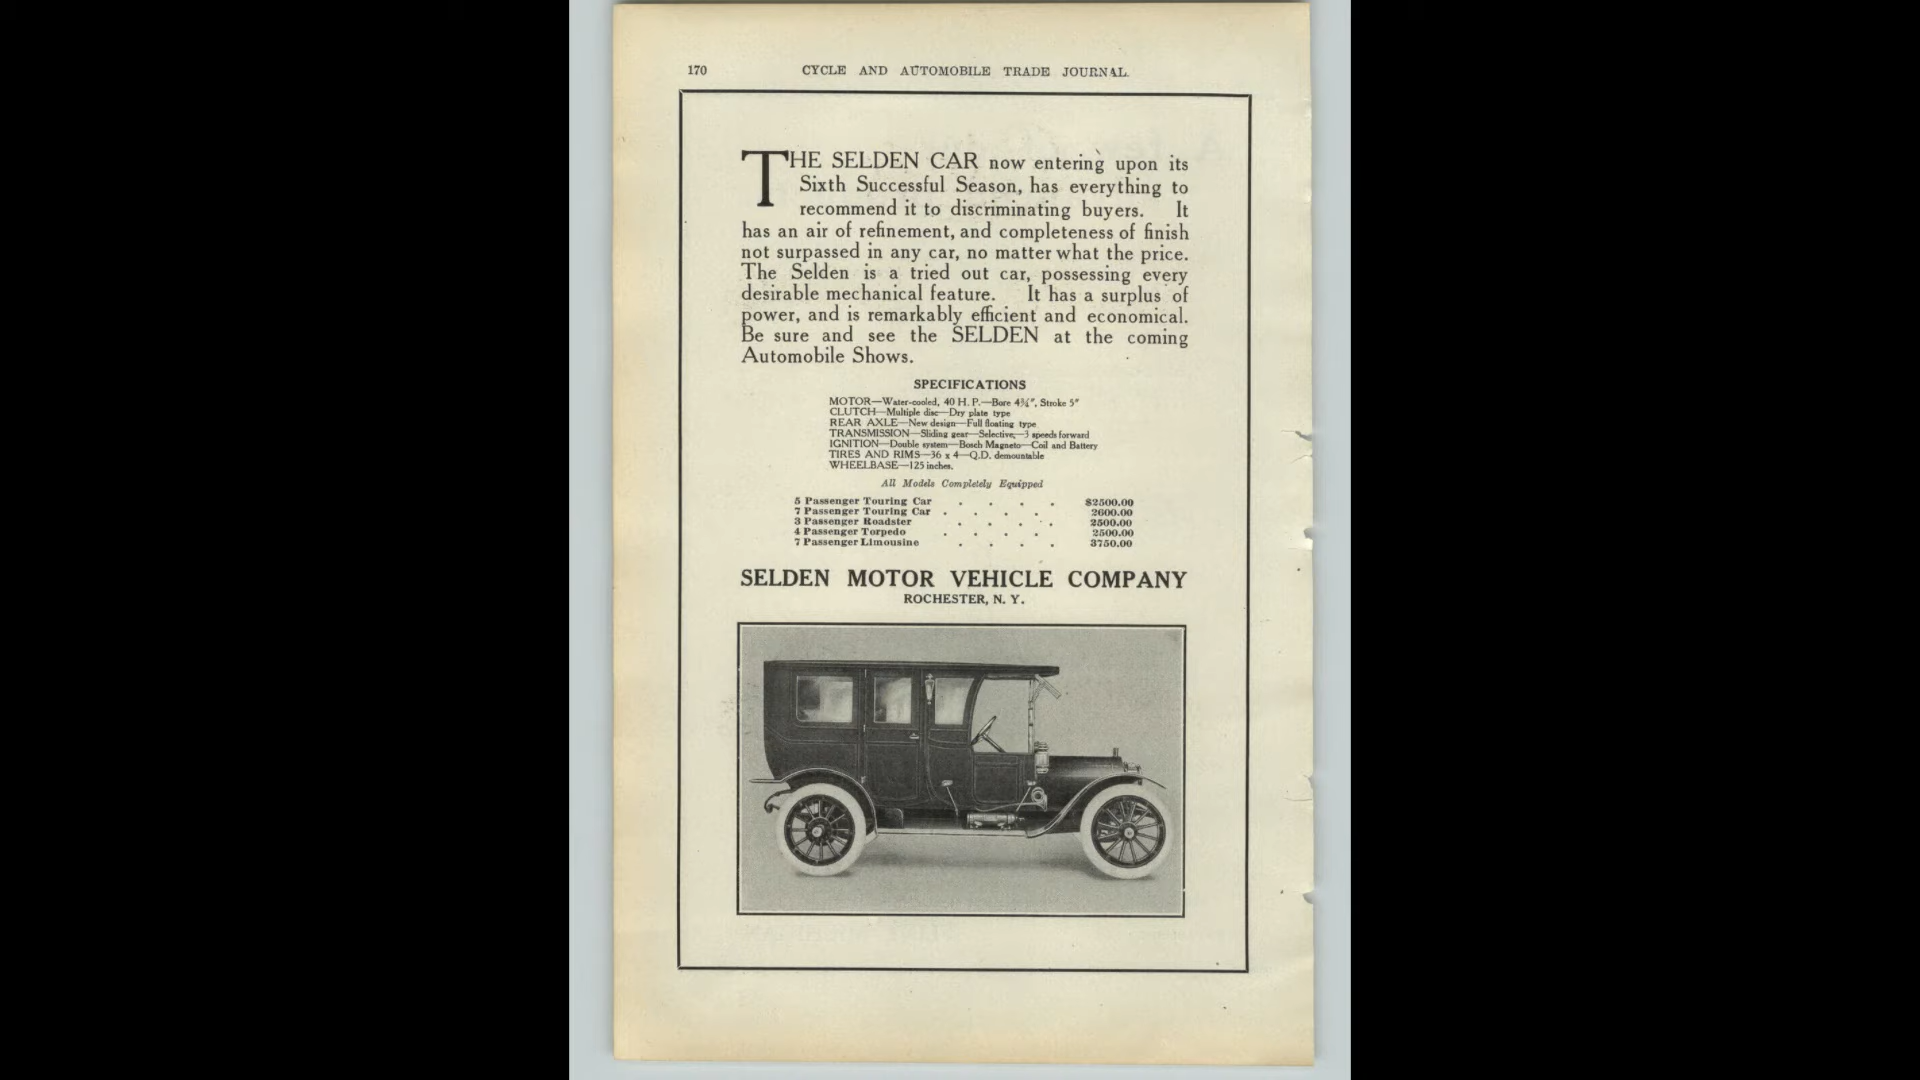 170
CYCLE AND AUTOMOBILE TRADE JOURNAL.
THE SELDEN CAR now entering upon its
Sixth Successful Season, has everything to
recommend it to discriminating buyers. It
has an air of refinement, and completeness of finish
not surpassed in any car, no matter what the price.
The Selden is a tried out car, possessing every
desirable mechanical feature. It has a surplus of
power, and is remarkably efficient and economical.
Be sure and see the SELDEN at the coming
Automobile Shows.
SPECIFICATIONS
MOTOR—Water-cooled, 40 H. P.—Bore 4¾", Stroke 5"
CLUTCH—Multiple disc—Dry plate type
REAR AXLE—New design—Full floating type
TRANSMISSION—Sliding gear—Selective,—3 speeds forward
IGNITION—Double system—Bosch Magneto—Coil and Battery
TIRES AND RIMS—36 x 4—Q.D. demountable
WHEELBASE—125 inches.
All Models Completely Equipped
5 Passenger Touring Car . . . . $2500.00
7 Passenger Touring Car . . . . 2600.00
3 Passenger Roadster . . . . 2500.00
4 Passenger Torpedo . . . . 2500.00
7 Passenger Limousine . . . . 3750.00
SELDEN MOTOR VEHICLE COMPANY
ROCHESTER, N. Y.